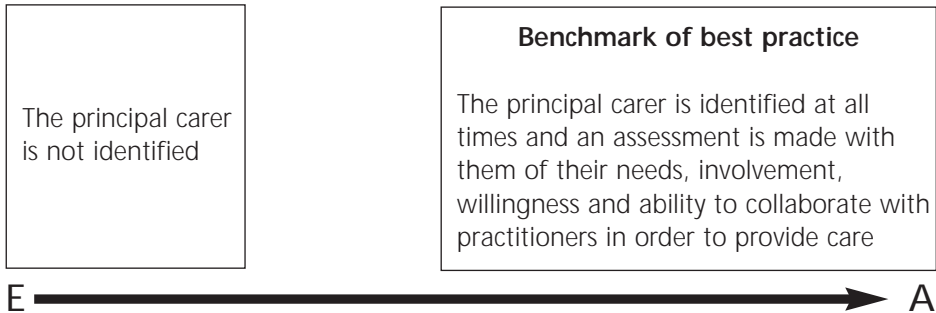 The principal carer
is not identified
Benchmark of best practice
The principal carer is identified at all
times and an assessment is made with
them of their needs, involvement,
willingness and ability to collaborate with
practitioners in order to provide care
E
A